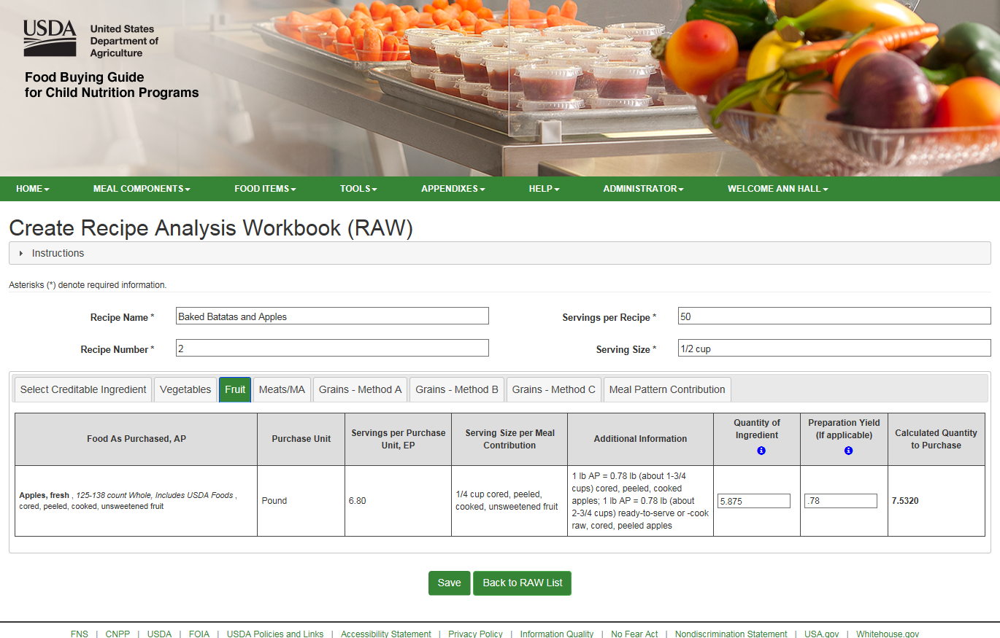 USDA
United States
Department of
Agriculture
Food Buying Guide
for Child Nutrition Programs
HOME
MEAL COMPONENTS
FOOD ITEMS
TOOLS
APPENDIXES
HELP
ADMINISTRATOR
WELCOME ANN HALL
Create Recipe Analysis Workbook (RAW)
Instructions
Asterisks (*) denote required information.
Recipe Name * Baked Batatas and Apples
Servings per Recipe * 50
Recipe Number * 2
Serving Size * 1/2 cup
Select Creditable Ingredient
Vegetables
Fruit
Meats/MA
Grains - Method A
Grains - Method B
Grains - Method C
Meal Pattern Contribution
Food As Purchased, AP
Purchase Unit
Servings per Purchase
Unit, EP
Serving Size per Meal
Contribution
Additional Information
Quantity of
Ingredient
Preparation Yield
(If applicable)
Calculated Quantity
to Purchase
Apples, fresh , 125-138 count Whole, Includes USDA Foods ,
cored, peeled, cooked, unsweetened fruit
Pound
6.80
1/4 cup cored, peeled,
cooked, unsweetened fruit
1 lb AP = 0.78 lb (about 1-3/4
cups) cored, peeled, cooked
apples; 1 lb AP = 0.78 lb (about
2-3/4 cups) ready-to-serve or -cook
raw, cored, peeled apples
5.875
.78
7.5320
Save
Back to RAW List
FNS | CNPP | USDA | FOIA | USDA Policies and Links | Accessibility Statement | Privacy Policy | Information Quality | No Fear Act | Nondiscrimination Statement | USA.gov | Whitehouse.gov